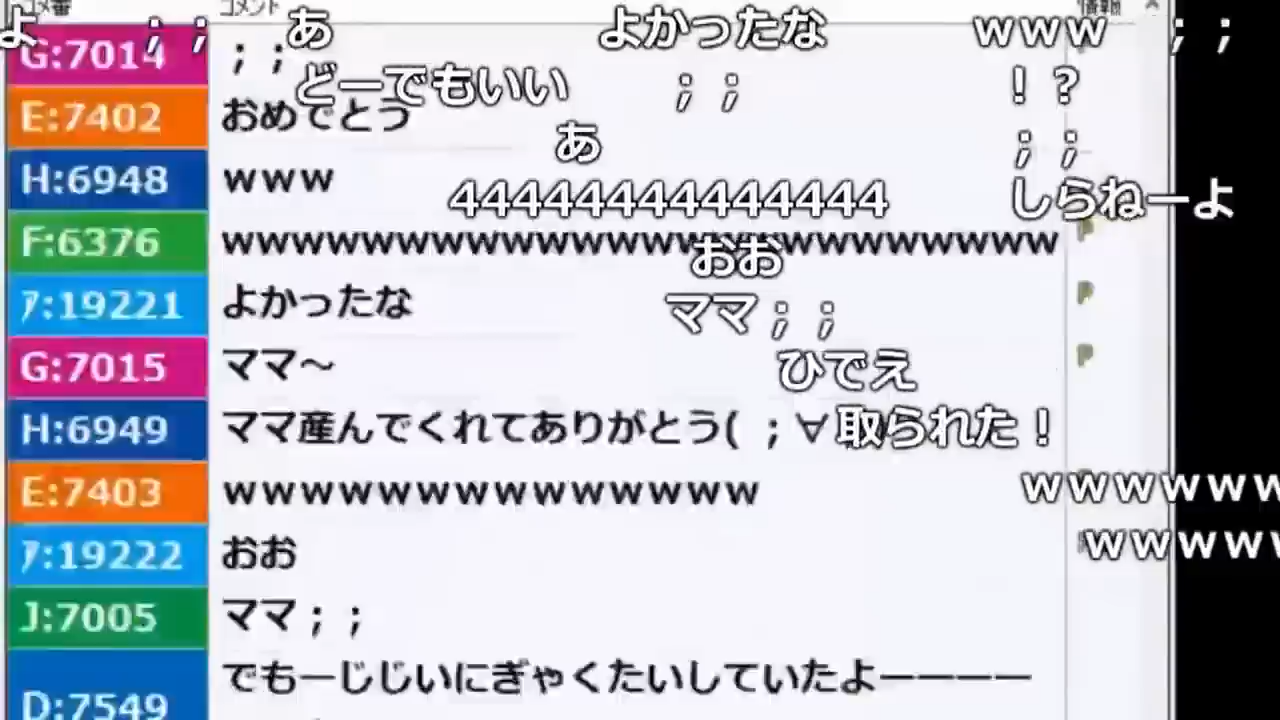 コメ番 コメント 情報
よ ；； あ よかったな www ；；
G:7014 ；；
どーでもいい ；； ！？
E:7402 おめでとう
あ ；；
H:6948 www
44444444444444444 しらねーよ
F:6376 wwwwwwwwwwwwwwwwwwwwwwww
おお
ｱ:19221 よかったな
ママ；；
G:7015 ママ～
ひでえ
H:6949 ママ産んでくれてありがとう( ；∀
取られた！
E:7403 wwwwwwwwwwwwww
wwwwwww
ｱ:19222 おお
wwwww
J:7005 ママ；；
でもーじじいにぎゃくたいしていたよーーーー
D:7549